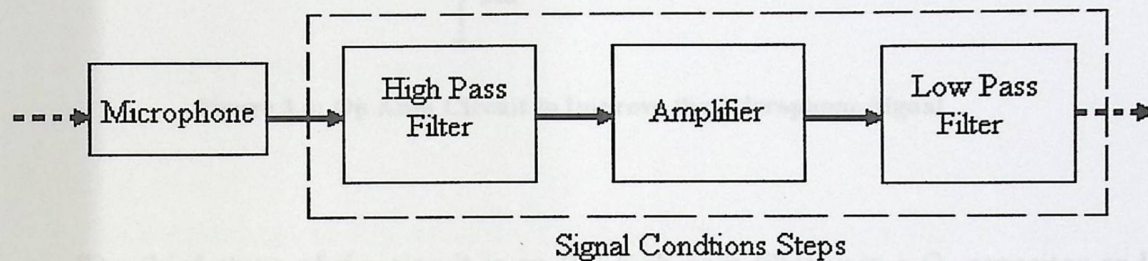 Microphone
High Pass
Filter
Amplifier
Low Pass
Filter
Signal Condtions Steps